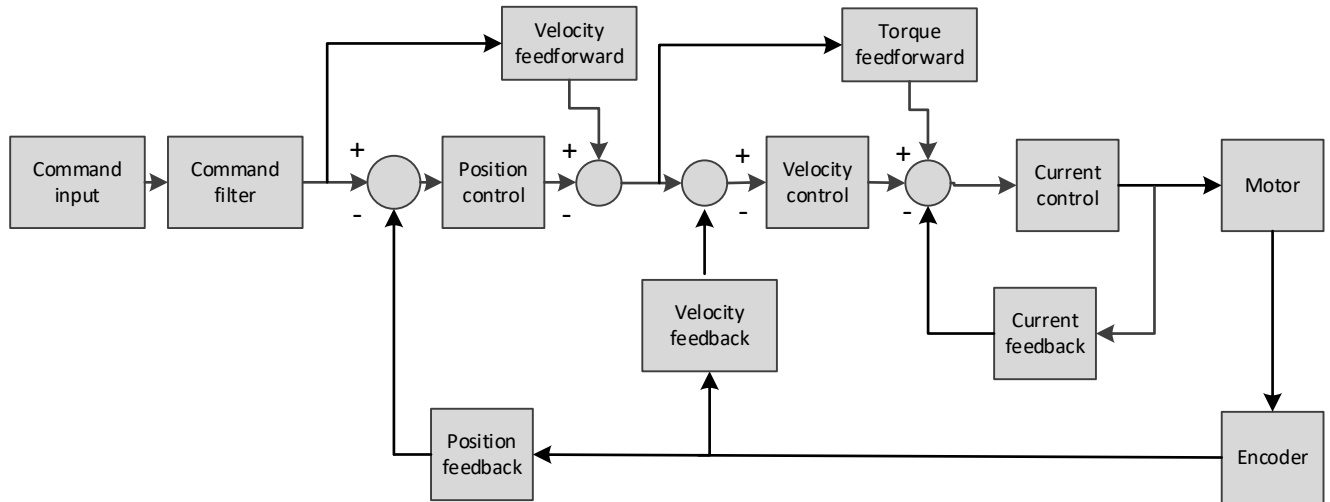 Velocity
feedforward
Torque
feedforward
Command
input
Command
filter
+
-
Position
control
+
-
+
-
Velocity
control
+
-
Current
control
Motor
Velocity
feedback
Current
feedback
Position
feedback
Encoder